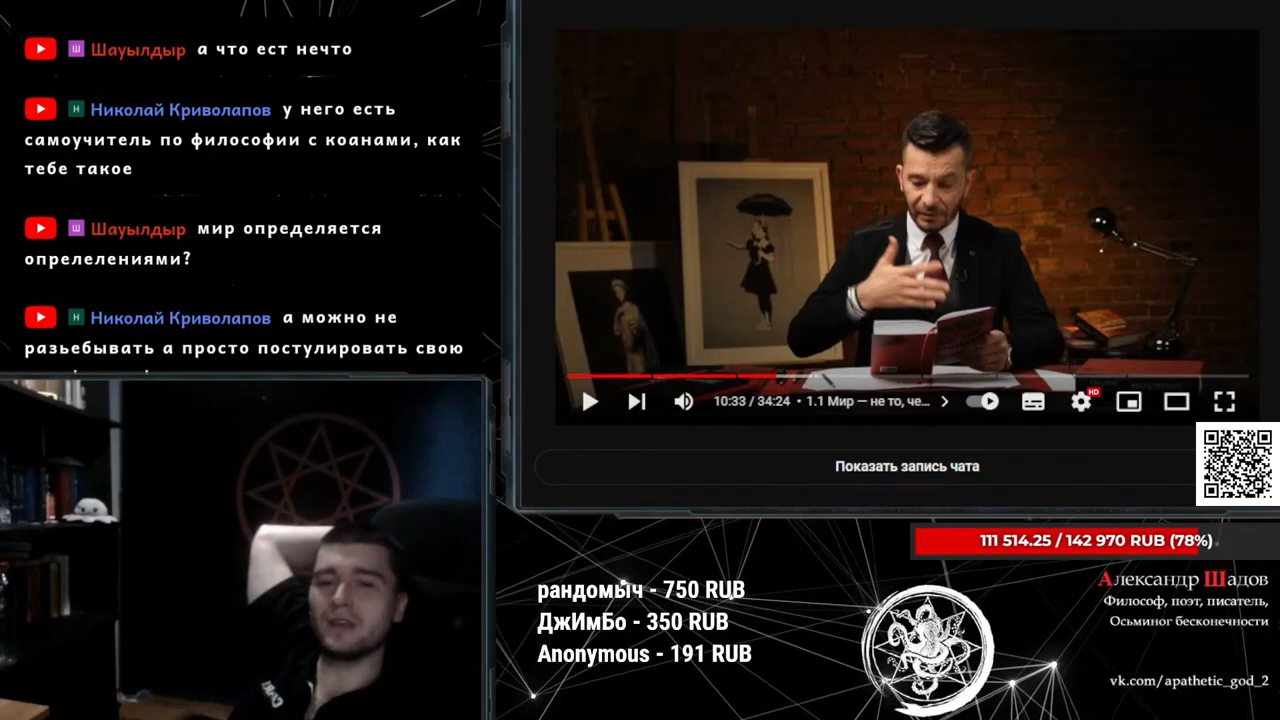 Шауылдыр а что ест нечто
Николай Криволапов у него есть
самоучитель по философии с коанами, как
тебе такое
Шауылдыр мир определяется
опрелелениями?
Николай Криволапов а можно не
разьебывать а просто постулировать свою
10:33 / 34:24 • 1.1 Мир — не то, че...
HD
Показать запись чата
111 514.25 / 142 970 RUB (78%)
рандомыч - 750 RUB
ДжИмБо - 350 RUB
Anonymous - 191 RUB
Александр Шадов
Философ, поэт, писатель,
Осьминог бесконечности
vk.com/apathetic_god_2